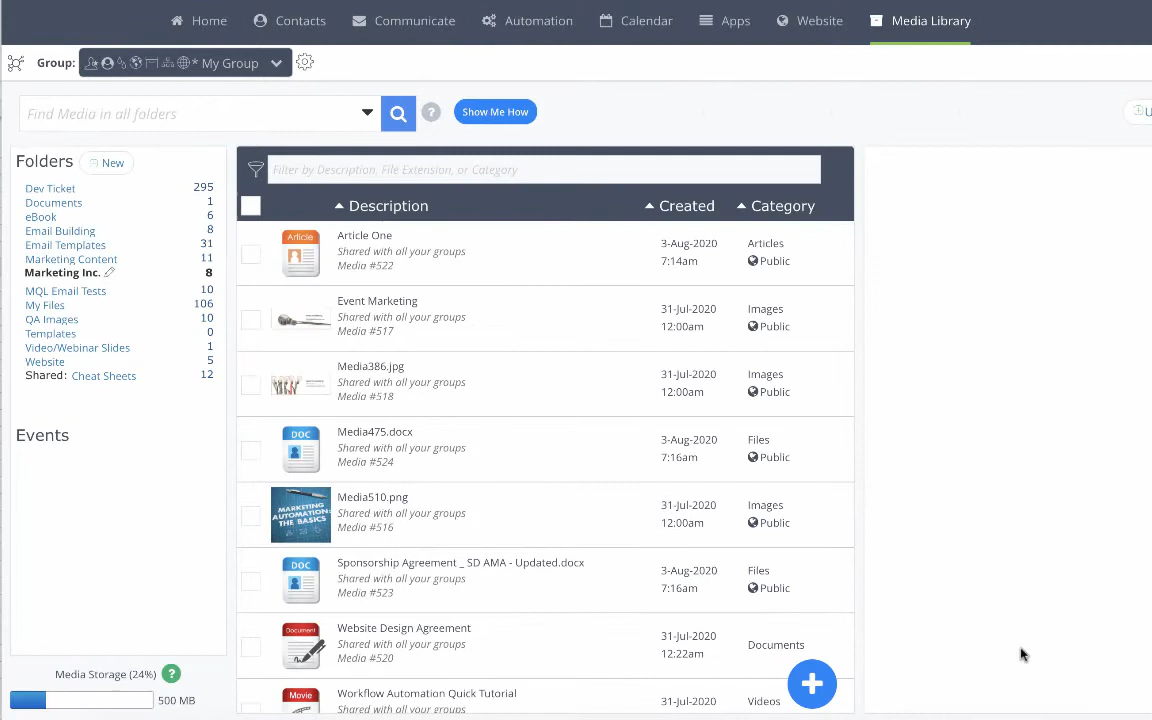 Home Contacts Communicate Automation Calendar Apps Website Media Library
Group: * My Group
Find Media in all folders ? Show Me How U
Folders New
Dev Ticket 295
Documents 1
eBook 6
Email Building 8
Email Templates 31
Marketing Content 11
Marketing Inc. 8
MQL Email Tests 10
My Files 106
QA Images 10
Templates 0
Video/Webinar Slides 1
Website 5
Shared: Cheat Sheets 12
Events
Media Storage (24%) ?
500 MB
Filter by Description, File Extension, or Category
Description Created Category
Article
Article One
Shared with all your groups
Media #522
3-Aug-2020
7:14am
Articles
Public
Event Marketing
Shared with all your groups
Media #517
31-Jul-2020
12:00am
Images
Public
Media386.jpg
Shared with all your groups
Media #518
31-Jul-2020
12:00am
Images
Public
DOC
Media475.docx
Shared with all your groups
Media #524
3-Aug-2020
7:16am
Files
Public
MARKETING
AUTOMATION:
THE BASICS
Media510.png
Shared with all your groups
Media #516
31-Jul-2020
12:00am
Images
Public
DOC
Sponsorship Agreement _ SD AMA - Updated.docx
Shared with all your groups
Media #523
3-Aug-2020
7:16am
Files
Public
Document
Website Design Agreement
Shared with all your groups
Media #520
31-Jul-2020
12:22am
Documents
Movie
Workflow Automation Quick Tutorial
Shared with all your groups
31-Jul-2020
Videos